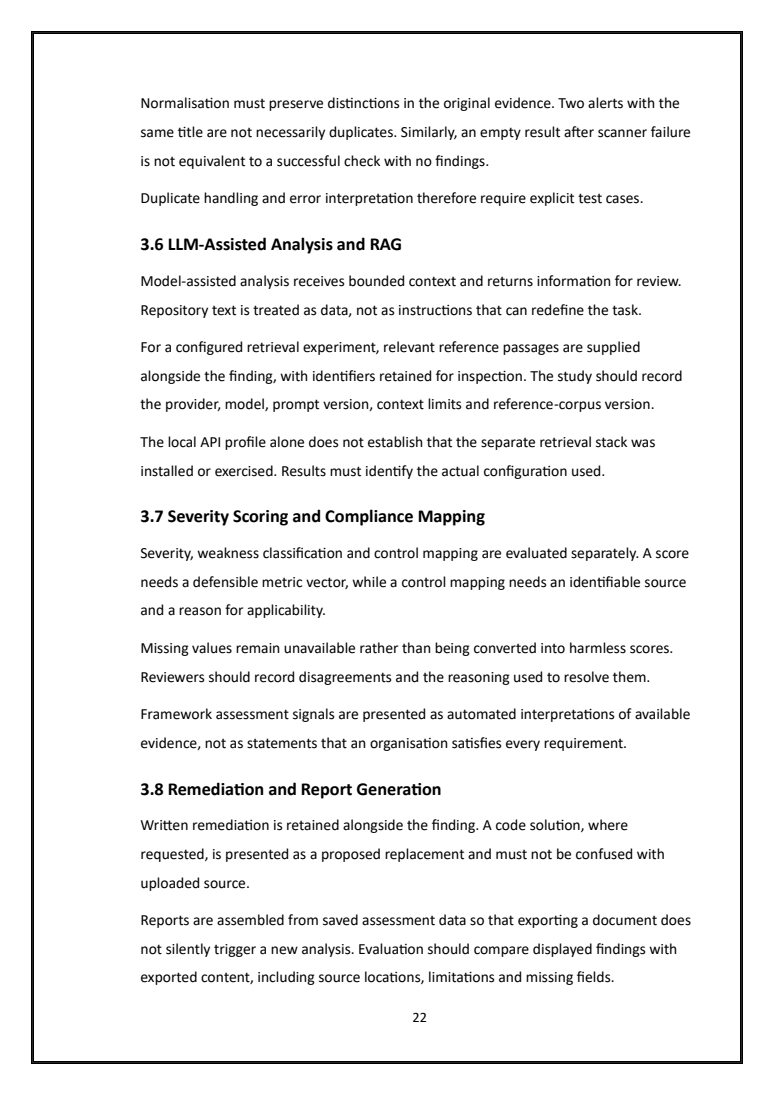 Normalisation must preserve distinctions in the original evidence. Two alerts with the
same title are not necessarily duplicates. Similarly, an empty result after scanner failure
is not equivalent to a successful check with no findings.
Duplicate handling and error interpretation therefore require explicit test cases.
3.6 LLM-Assisted Analysis and RAG
Model-assisted analysis receives bounded context and returns information for review.
Repository text is treated as data, not as instructions that can redefine the task.
For a configured retrieval experiment, relevant reference passages are supplied
alongside the finding, with identifiers retained for inspection. The study should record
the provider, model, prompt version, context limits and reference-corpus version.
The local API profile alone does not establish that the separate retrieval stack was
installed or exercised. Results must identify the actual configuration used.
3.7 Severity Scoring and Compliance Mapping
Severity, weakness classification and control mapping are evaluated separately. A score
needs a defensible metric vector, while a control mapping needs an identifiable source
and a reason for applicability.
Missing values remain unavailable rather than being converted into harmless scores.
Reviewers should record disagreements and the reasoning used to resolve them.
Framework assessment signals are presented as automated interpretations of available
evidence, not as statements that an organisation satisfies every requirement.
3.8 Remediation and Report Generation
Written remediation is retained alongside the finding. A code solution, where
requested, is presented as a proposed replacement and must not be confused with
uploaded source.
Reports are assembled from saved assessment data so that exporting a document does
not silently trigger a new analysis. Evaluation should compare displayed findings with
exported content, including source locations, limitations and missing fields.
22